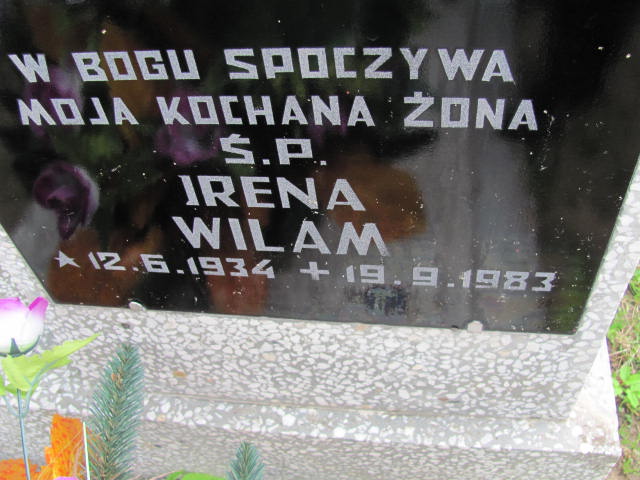 W BOGU SPOCZYWA
MOJA KOCHANA ŻONA
Ś.P.
IRENA
WILAM
★ 12.6.1934 + 19.9.1983